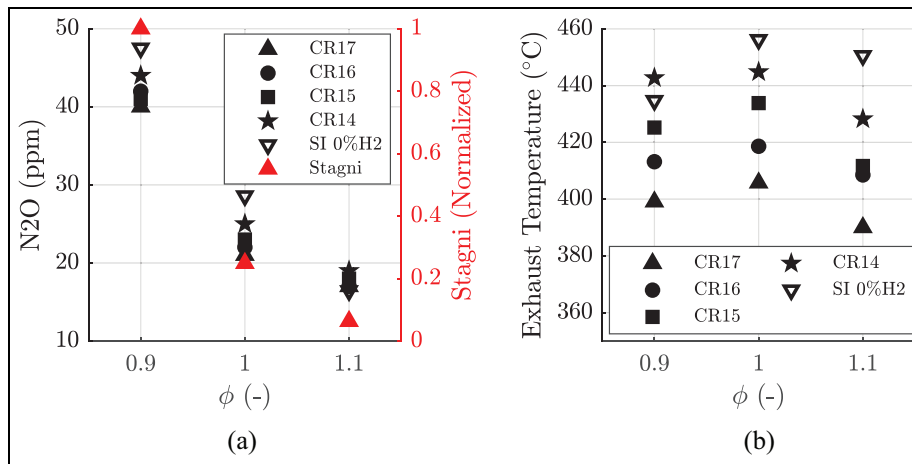 50
40
30
20
10
N2O (ppm)
CR17
CR16
CR15
CR14
SI 0%H2
Stagni
1
0.8
0.6
0.4
0.2
0
Stagni (Normalized)
0.9 1 1.1
ϕ (-)
(a)
460
440
420
400
380
360
Exhaust Temperature (°C)
CR17 CR14
CR16 SI 0%H2
CR15
0.9 1 1.1
ϕ (-)
(b)